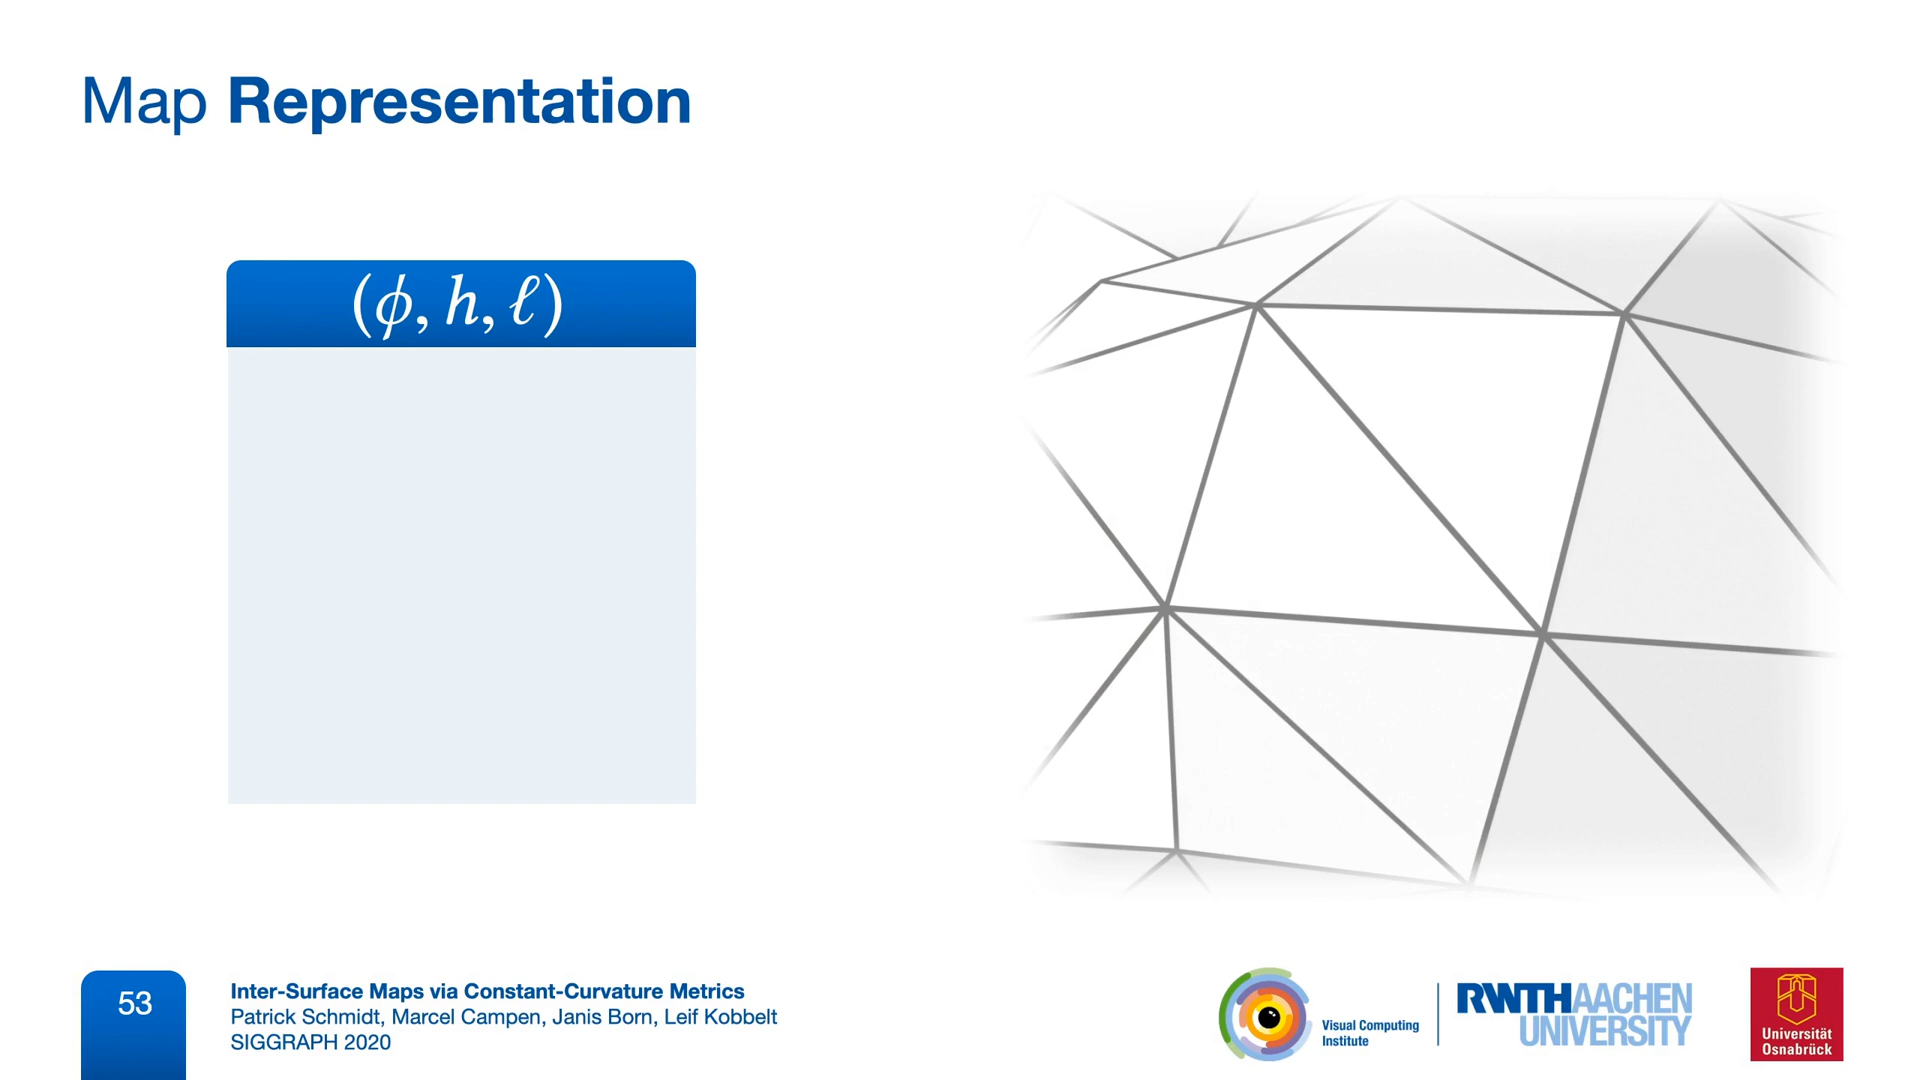 Map Representation
(ϕ, h, ℓ)
53
Inter-Surface Maps via Constant-Curvature Metrics
Patrick Schmidt, Marcel Campen, Janis Born, Leif Kobbelt
SIGGRAPH 2020
Visual Computing
Institute
RWTHAACHEN
UNIVERSITY
Universität
Osnabrück